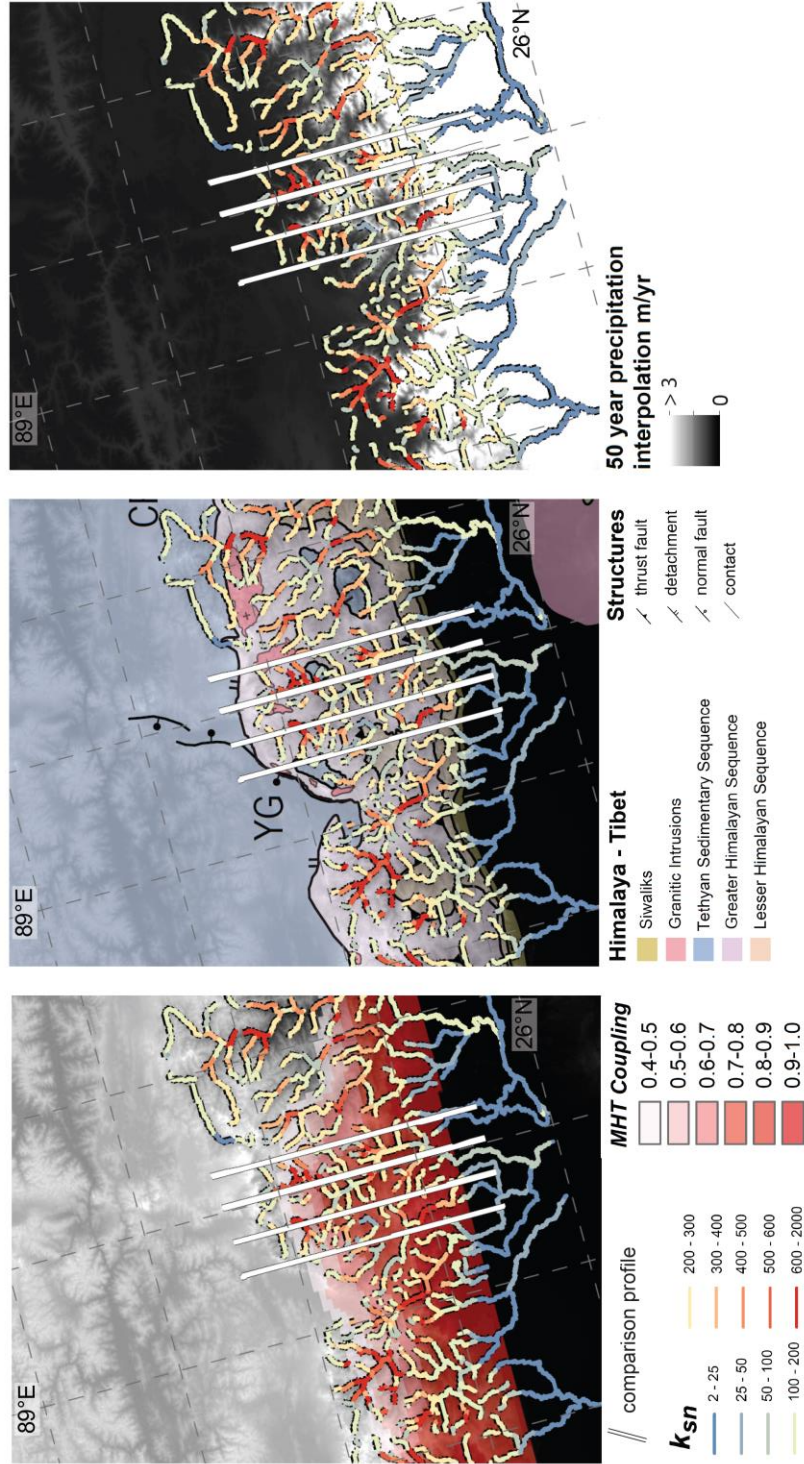 89°E
26°N
comparison profile
ksn
2 - 25
25 - 50
50 - 100
100 - 200
200 - 300
300 - 400
400 - 500
500 - 600
600 - 2000
MHT Coupling
0.4-0.5
0.5-0.6
0.6-0.7
0.7-0.8
0.8-0.9
0.9-1.0
89°E
YG
26°N
Himalaya - Tibet
Siwaliks
Granitic Intrusions
Tethyan Sedimentary Sequence
Greater Himalayan Sequence
Lesser Himalayan Sequence
Structures
thrust fault
detachment
normal fault
contact
89°E
26°N
50 year precipitation
interpolation m/yr
> 3
0